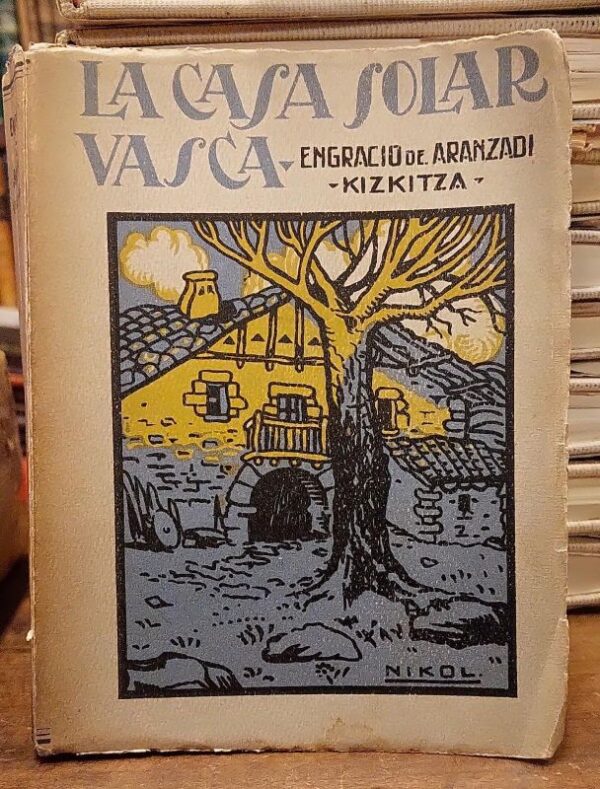 LA CASA SOLAR
VASCA - ENGRACIO DE. ARANZADI
- KIZKITZA -
NIKOL.